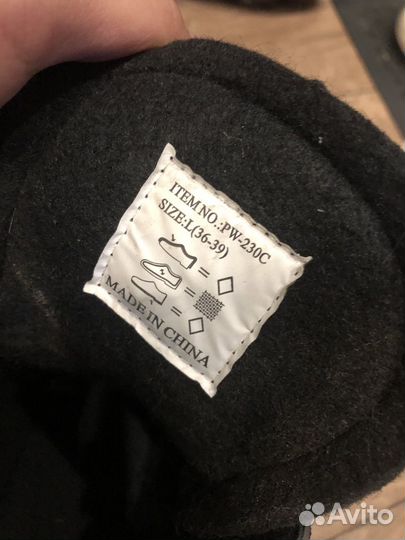 ITEM NO.:PW-230C
SIZE:L(36-39)
=
=
=
MADE IN CHINA
Avito